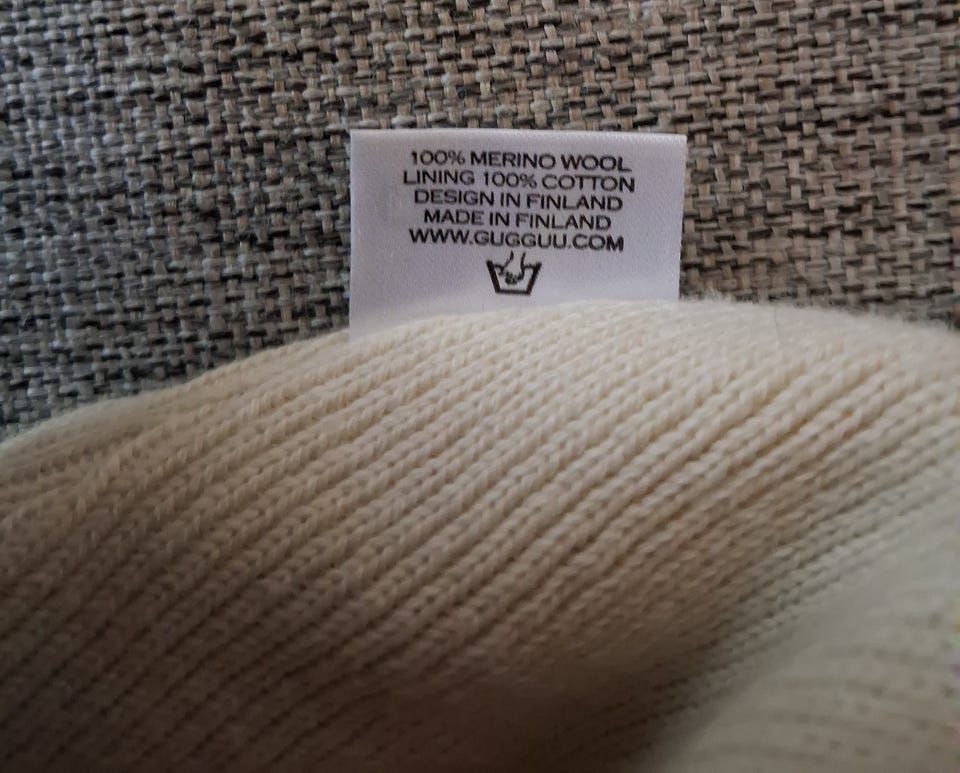 100% MERINO WOOL
LINING 100% COTTON
DESIGN IN FINLAND
MADE IN FINLAND
WWW.GUGGUU.COM